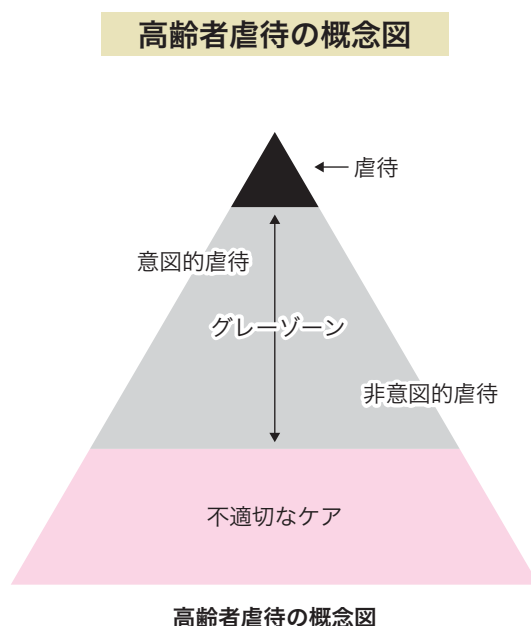 高齢者虐待の概念図
虐待
意図的虐待
グレーゾーン
非意図的虐待
不適切なケア
高齢者虐待の概念図